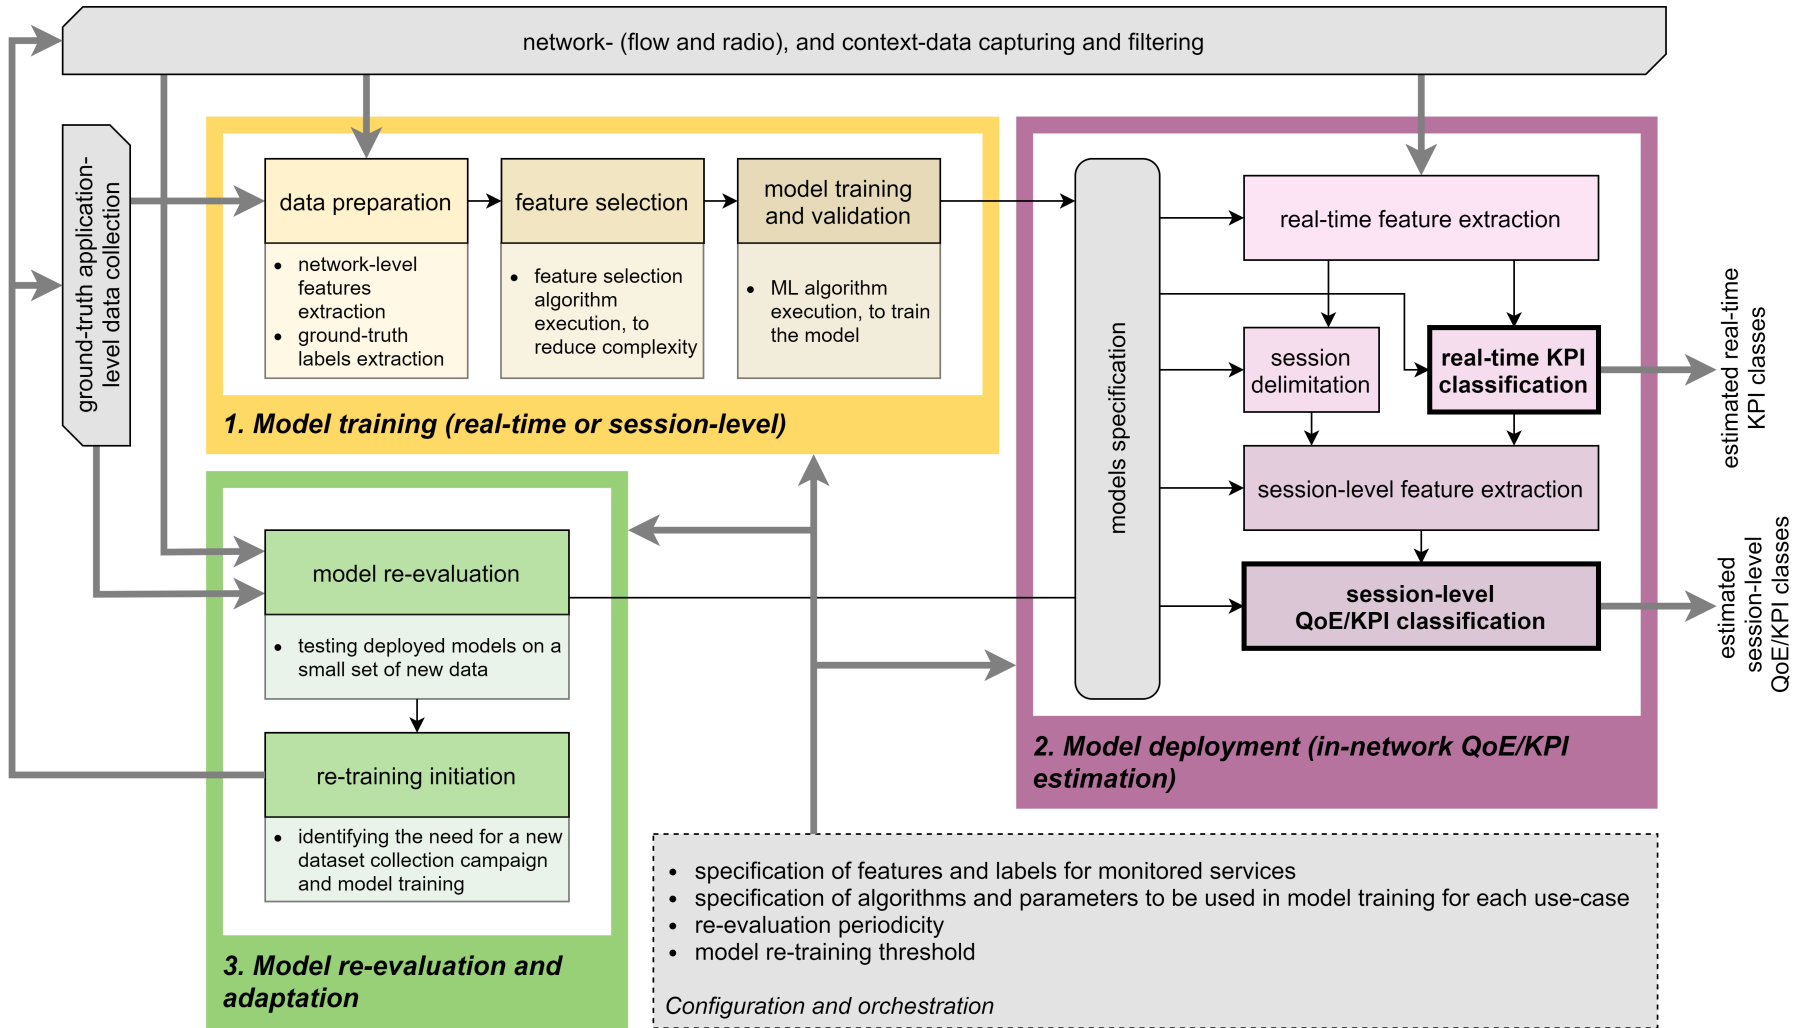 network- (flow and radio), and context-data capturing and filtering
ground-truth application-
level data collection
data preparation
• network-level
features
extraction
• ground-truth
labels extraction
feature selection
• feature selection
algorithm
execution, to
reduce complexity
model training
and validation
• ML algorithm
execution, to train
the model
1. Model training (real-time or session-level)
models specification
real-time feature extraction
session
delimitation
real-time KPI
classification
session-level feature extraction
session-level
QoE/KPI classification
2. Model deployment (in-network QoE/KPI
estimation)
estimated real-time
KPI classes
estimated
session-level
QoE/KPI classes
model re-evaluation
• testing deployed models on a
small set of new data
re-training initiation
• identifying the need for a new
dataset collection campaign
and model training
3. Model re-evaluation and
adaptation
• specification of features and labels for monitored services
• specification of algorithms and parameters to be used in model training for each use-case
• re-evaluation periodicity
• model re-training threshold
Configuration and orchestration